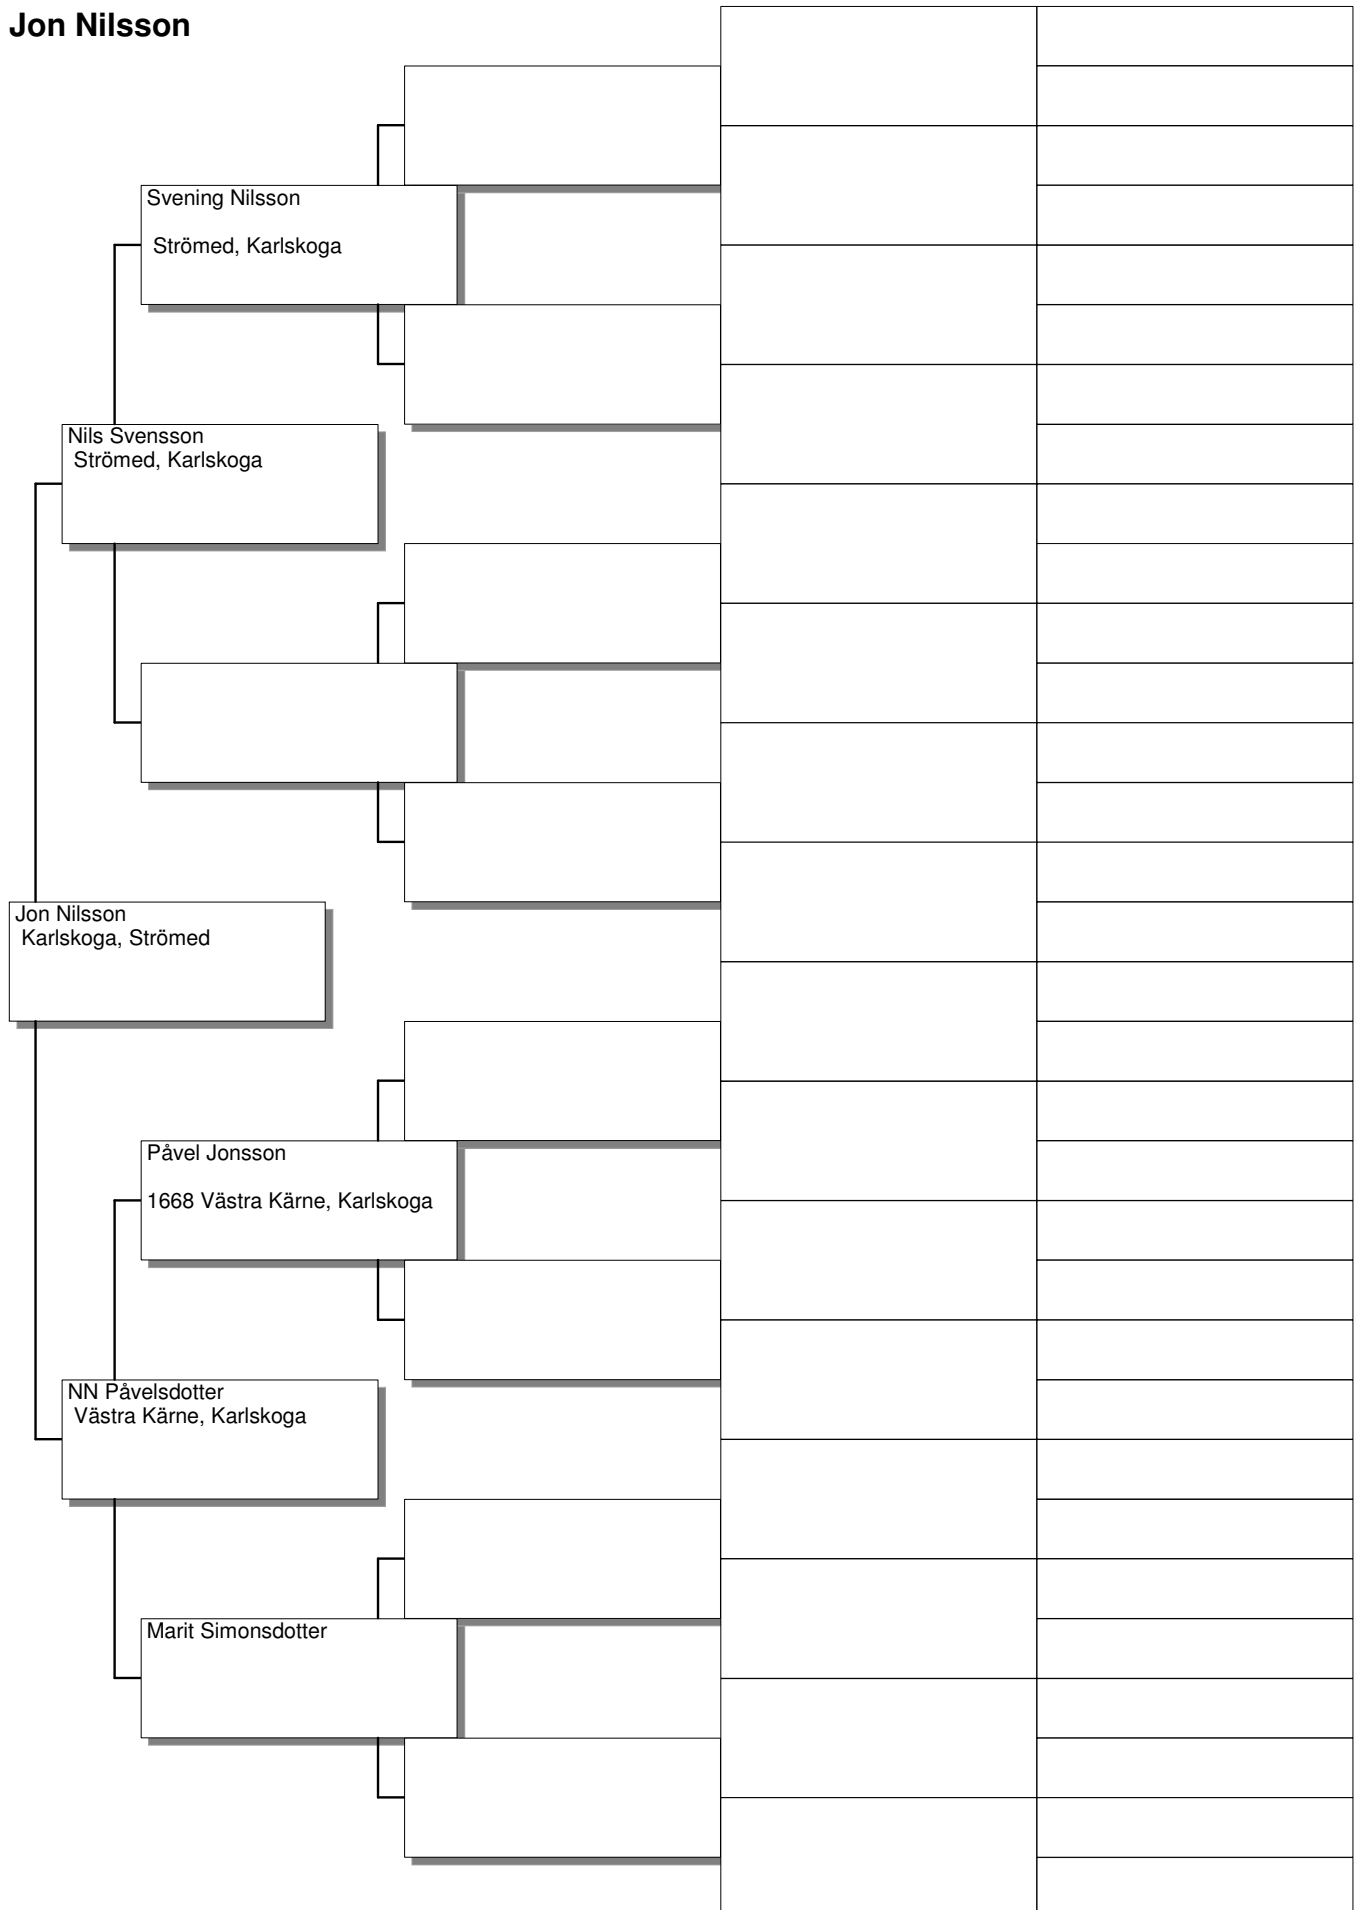 Jon Nilsson
Svening Nilsson
Strömed, Karlskoga
Nils Svensson
Strömed, Karlskoga
Jon Nilsson
Karlskoga, Strömed
Påvel Jonsson
1668 Västra Kärne, Karlskoga
NN Påvelsdotter
Västra Kärne, Karlskoga
Marit Simonsdotter